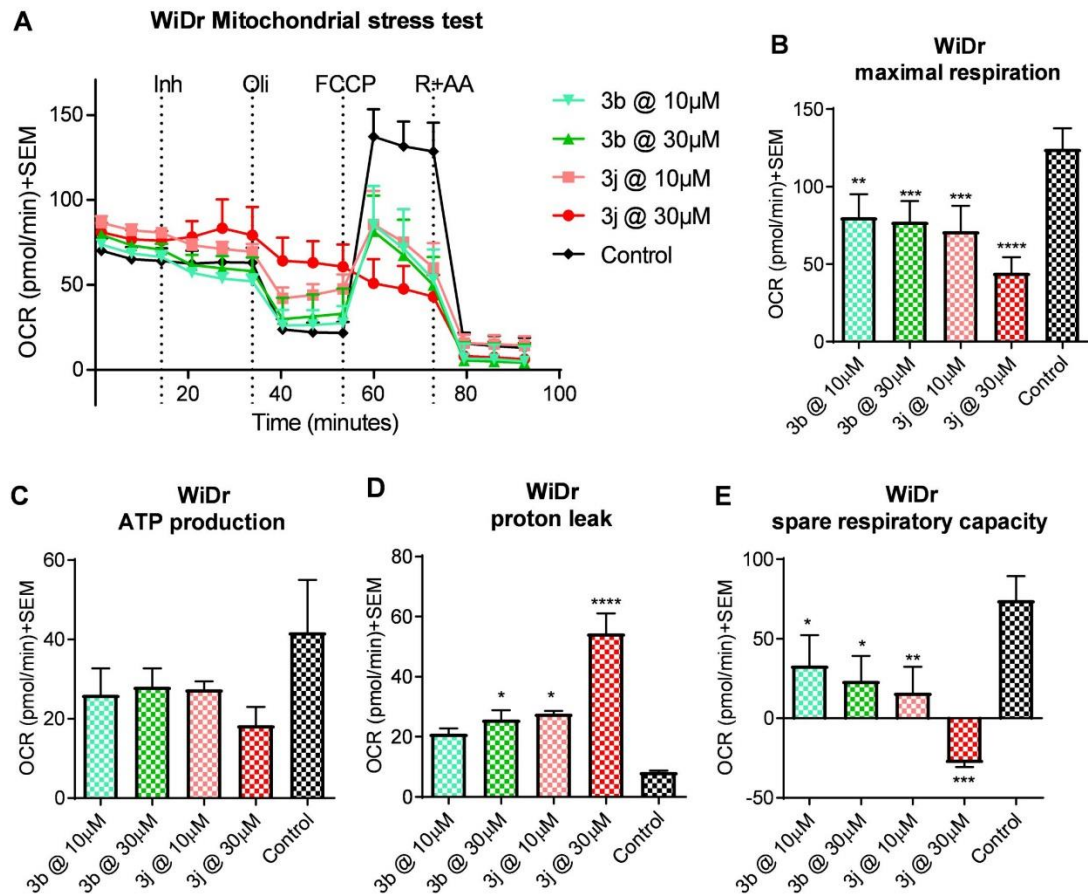 A
WiDr Mitochondrial stress test
Inh Oli FCCP R+AA
OCR (pmol/min)+SEM
150
100
50
0
20 40 60 80 100
Time (minutes)
3b @ 10µM
3b @ 30µM
3j @ 10µM
3j @ 30µM
Control
B
WiDr
maximal respiration
OCR (pmol/min)+SEM
150
100
50
0
** *** *** ****
3b @ 10µM
3b @ 30µM
3j @ 10µM
3j @ 30µM
Control
C
WiDr
ATP production
OCR (pmol/min)+SEM
60
40
20
0
3b @ 10µM
3b @ 30µM
3j @ 10µM
3j @ 30µM
Control
D
WiDr
proton leak
OCR (pmol/min)+SEM
80
60
40
20
0
* * ****
3b @ 10µM
3b @ 30µM
3j @ 10µM
3j @ 30µM
Control
E
WiDr
spare respiratory capacity
OCR (pmol/min)+SEM
100
50
0
-50
* * ** ***
3b @ 10µM
3b @ 30µM
3j @ 10µM
3j @ 30µM
Control